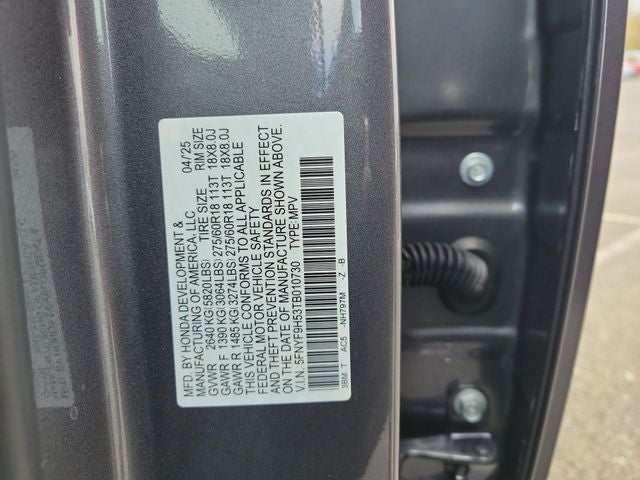 MFD. BY HONDA DEVELOPMENT & 04/25
MANUFACTURING OF AMERICA, LLC TIRE SIZE RIM SIZE
GVWR 2640 KG(5820LBS)
GAWR F 1390 KG(3064LBS) 275/60R18 113T 18X8.0J
GAWR R 1485 KG(3274LBS) 275/60R18 113T 18X8.0J
THIS VEHICLE CONFORMS TO ALL APPLICABLE
FEDERAL MOTOR VEHICLE SAFETY
AND THEFT PREVENTION STANDARDS IN EFFECT
ON THE DATE OF MANUFACTURE SHOWN ABOVE.
V.I.N. 5FNYF9H53TB010730 TYPE: MPV
3BM T AC5 -NH797M -Z -B